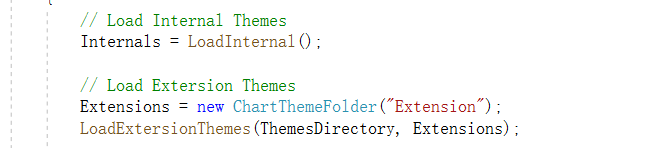 // Load Internal Themes
Internals = LoadInternal();
// Load Extersion Themes
Extensions = new ChartThemeFolder("Extension");
LoadExtersionThemes(ThemesDirectory, Extensions);